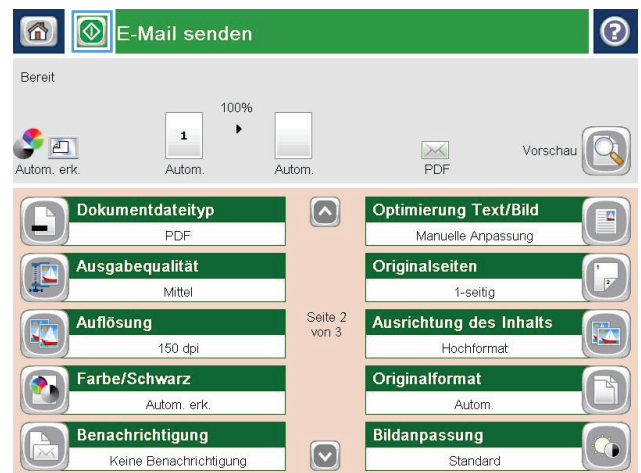 E-Mail senden
Bereit
100%
1
Autom. erk.
Autom.
Autom.
PDF
Vorschau
Dokumentdateityp
PDF
Ausgabequalität
Mittel
Auflösung
150 dpi
Farbe/Schwarz
Autom. erk.
Benachrichtigung
Keine Benachrichtigung
Seite 2
von 3
Optimierung Text/Bild
Manuelle Anpassung
Originalseiten
1-seitig
Ausrichtung des Inhalts
Hochformat
Originalformat
Autom.
Bildanpassung
Standard